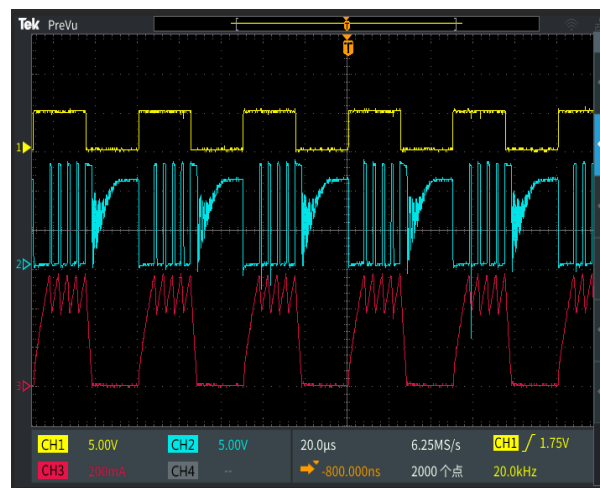 Tek PreVu
T
1
2
3
CH1 5.00V CH2 5.00V 20.0µs 6.25MS/s CH1 1.75V
CH3 200mA CH4 -- -800.000ns 2000 个点 20.0kHz